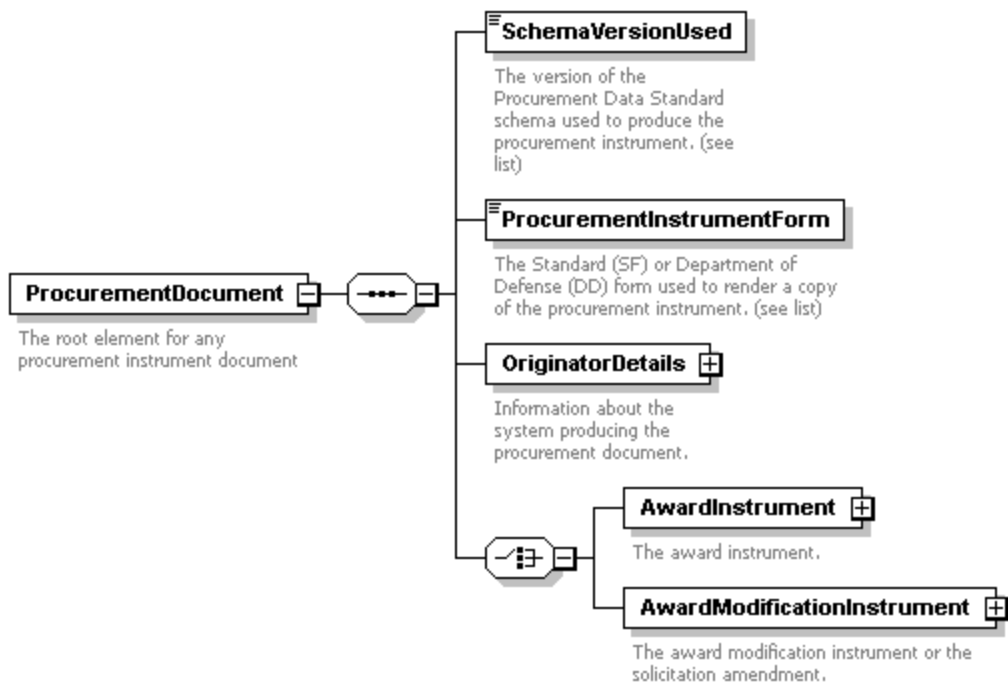 SchemaVersionUsed
The version of the
Procurement Data Standard
schema used to produce the
procurement instrument. (see
list)
ProcurementInstrumentForm
The Standard (SF) or Department of
Defense (DD) form used to render a copy
of the procurement instrument. (see list)
ProcurementDocument
The root element for any
procurement instrument document
OriginatorDetails
Information about the
system producing the
procurement document.
AwardInstrument
The award instrument.
AwardModificationInstrument
The award modification instrument or the
solicitation amendment.